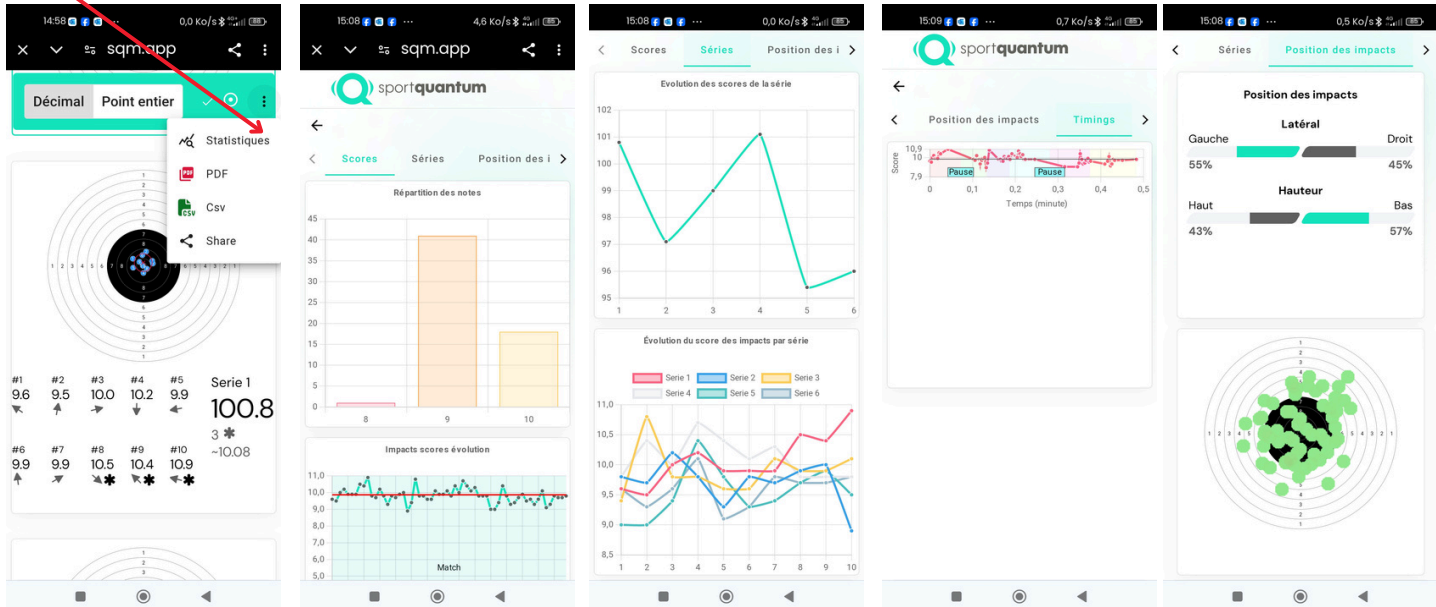 14:58 ... 0,0 Ko/s 4G+ 88
sqm.app
Décimal Point entier
Statistiques
PDF
Csv
Share
#1 #2 #3 #4 #5 Serie 1
9.6 9.5 10.0 10.2 9.9 100.8
3 ✱
#6 #7 #8 #9 #10 ~10.08
9.9 9.9 10.5 10.4 10.9
15:08 ... 4,6 Ko/s 4G 85
sqm.app
sportquantum
Scores Séries Position des i
Répartition des notes
45
40
35
30
25
20
15
10
5
0
8 9 10
Impacts scores évolution
11,0
10,0
9,0
8,0
7,0
6,0
5,0
Match
15:08 ... 0,0 Ko/s 4G 85
Scores Séries Position des i
Evolution des scores de la série
102
101
100
99
98
97
96
95
1 2 3 4 5 6
Évolution du score des impacts par série
Serie 1 Serie 2 Serie 3
Serie 4 Serie 5 Serie 6
11,0
10,5
10,0
9,5
9,0
8,5
1 2 3 4 5 6 7 8 9 10
15:09 ... 0,7 Ko/s 4G 85
sportquantum
Position des impacts Timings
Score
10,9
10
7,9
Pause Pause
0 0,1 0,2 0,3 0,4 0,5
Temps (minute)
15:08 ... 0,5 Ko/s 4G 85
Séries Position des impacts
Position des impacts
Latéral
Gauche Droit
55% 45%
Hauteur
Haut Bas
43% 57%